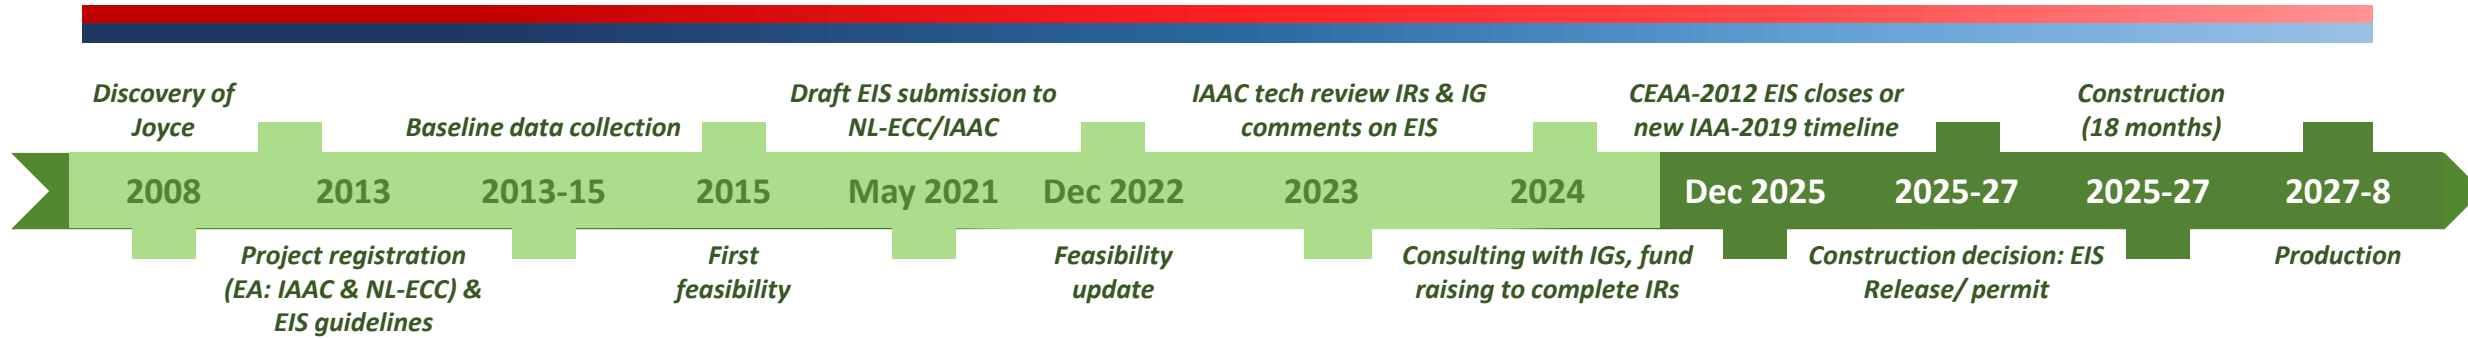 Discovery of
Joyce
Baseline data collection
Draft EIS submission to
NL-ECC/IAAC
IAAC tech review IRs & IG
comments on EIS
CEAA-2012 EIS closes or
new IAA-2019 timeline
Construction
(18 months)
2008
2013
2013-15
2015
May 2021
Dec 2022
2023
2024
Dec 2025
2025-27
2025-27
2027-8
Project registration
(EA: IAAC & NL-ECC) &
EIS guidelines
First
feasibility
Feasibility
update
Consulting with IGs, fund
raising to complete IRs
Construction decision: EIS
Release/ permit
Production